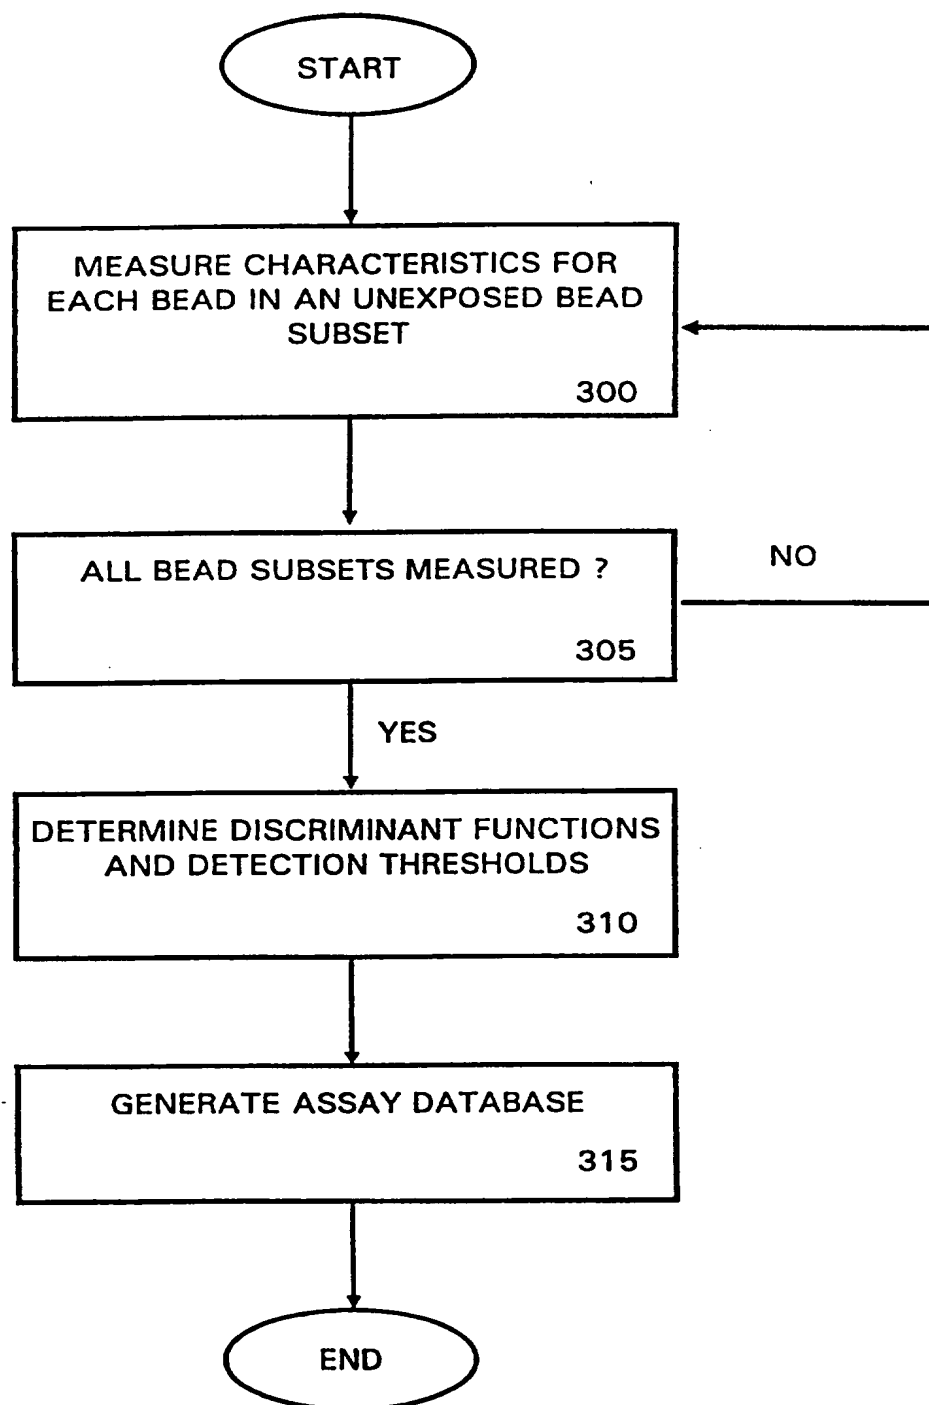 START
MEASURE CHARACTERISTICS FOR
EACH BEAD IN AN UNEXPOSED BEAD
SUBSET
300
ALL BEAD SUBSETS MEASURED ?
NO
305
YES
DETERMINE DISCRIMINANT FUNCTIONS
AND DETECTION THRESHOLDS
310
GENERATE ASSAY DATABASE
315
END